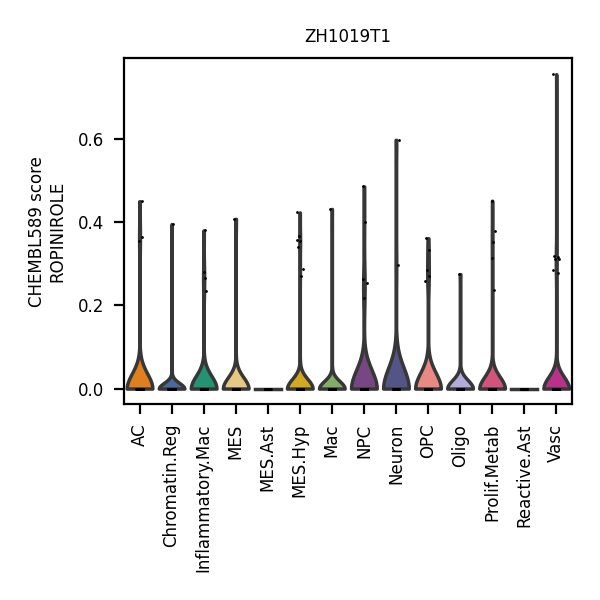 ZH1019T1
CHEMBL589 score
ROPINIROLE
0.6
0.4
0.2
0.0
AC
Chromatin.Reg
Inflammatory.Mac
MES
MES.Ast
MES.Hyp
Mac
NPC
Neuron
OPC
Oligo
Prolif.Metab
Reactive.Ast
Vasc